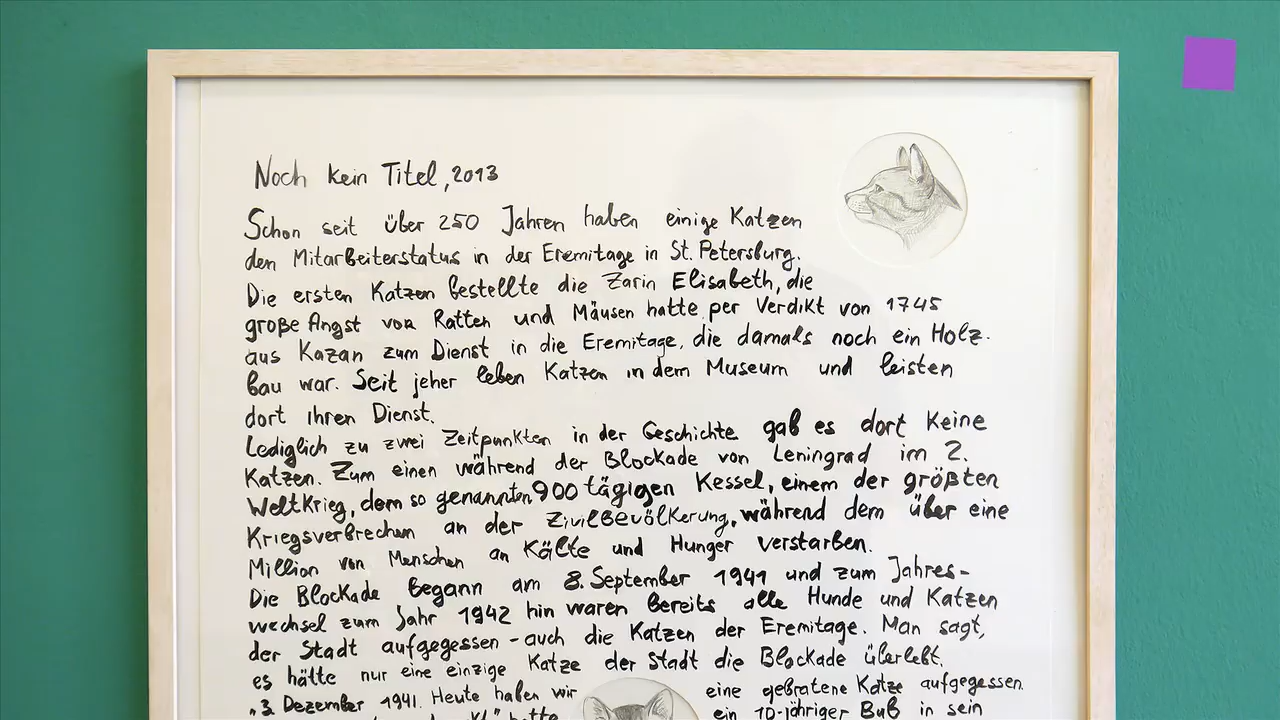 Noch kein Titel, 2013
Schon seit über 250 Jahren haben einige Katzen
den Mitarbeiterstatus in der Eremitage in St. Petersburg.
Die ersten Katzen bestellte die Zarin Elisabeth, die
große Angst vor Ratten und Mäusen hatte per Verdikt von 1745
aus Kazan zum Dienst in die Eremitage, die damals noch ein Holz-
bau war. Seit jeher leben Katzen in dem Museum und leisten
dort ihren Dienst.
Lediglich zu zwei Zeitpunkten in der Geschichte gab es dort keine
Katzen. Zum einen während der Blockade von Leningrad im 2.
Weltkrieg, dem so genannten 900 tägigen Kessel, einem der größten
Kriegsverbrechen an der Zivilbevölkerung, während dem über eine
Million von Menschen an Kälte und Hunger verstarben.
Die Blockade begann am 8. September 1941 und zum Jahres-
wechsel zum Jahr 1942 hin waren bereits alle Hunde und Katzen
der Stadt aufgegessen - auch die Katzen der Eremitage. Man sagt,
es hätte nur eine einzige Katze der Stadt die Blockade überlebt.
"3. Dezember 1941. Heute haben wir eine gebratene Katze aufgegessen.
hatte ein 10-jähriger Bub in sein